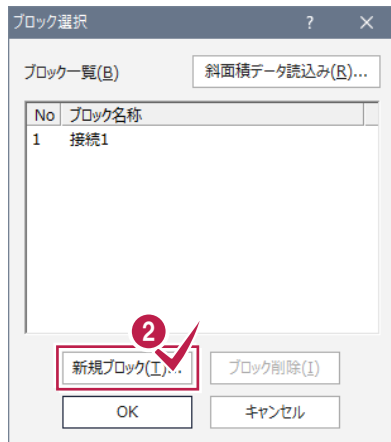 ブロック選択 ? ×
ブロック一覧(B) 斜面積データ読込み(R)...
No ブロック名称
1 接続1
2
新規ブロック(T)... ブロック削除(I)
OK キャンセル